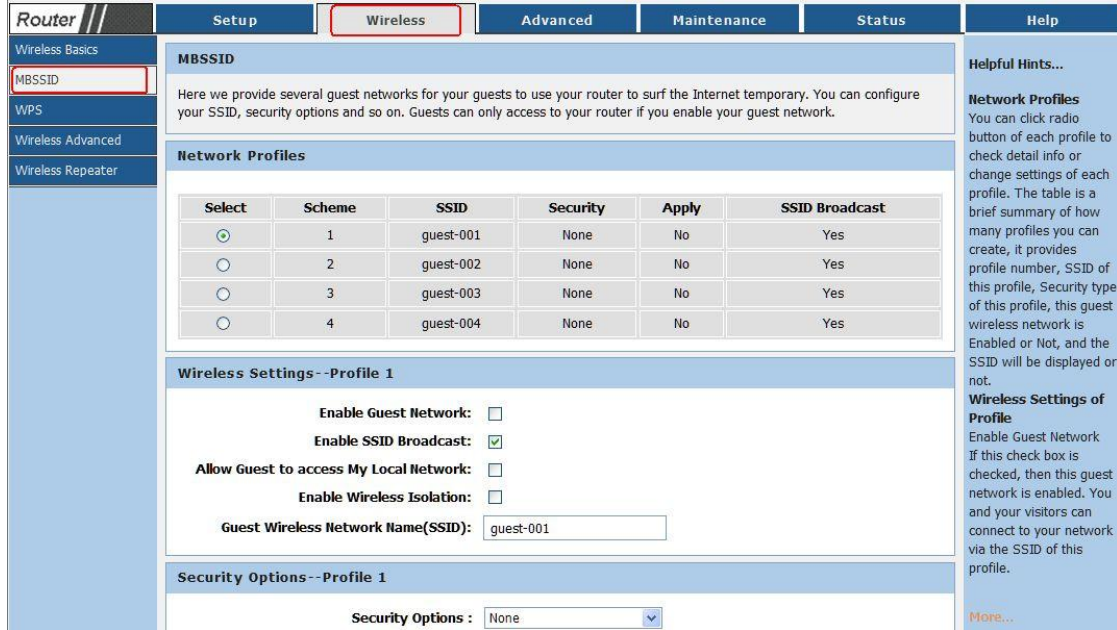 Router
Setup
Wireless
Advanced
Maintenance
Status
Help
Wireless Basics
MBSSID
WPS
Wireless Advanced
Wireless Repeater
MBSSID
Here we provide several guest networks for your guests to use your router to surf the Internet temporary. You can configure
your SSID, security options and so on. Guests can only access to your router if you enable your guest network.
Network Profiles
Select Scheme SSID Security Apply SSID Broadcast
1 guest-001 None No Yes
2 guest-002 None No Yes
3 guest-003 None No Yes
4 guest-004 None No Yes
Wireless Settings--Profile 1
Enable Guest Network:
Enable SSID Broadcast:
Allow Guest to access My Local Network:
Enable Wireless Isolation:
Guest Wireless Network Name(SSID): guest-001
Security Options--Profile 1
Security Options : None
Helpful Hints...
Network Profiles
You can click radio
button of each profile to
check detail info or
change settings of each
profile. The table is a
brief summary of how
many profiles you can
create, it provides
profile number, SSID of
this profile, Security type
of this profile, this guest
wireless network is
Enabled or Not, and the
SSID will be displayed or
not.
Wireless Settings of
Profile
Enable Guest Network
If this check box is
checked, then this guest
network is enabled. You
and your visitors can
connect to your network
via the SSID of this
profile.
More...